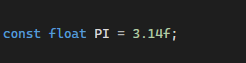 const float PI = 3.14f;